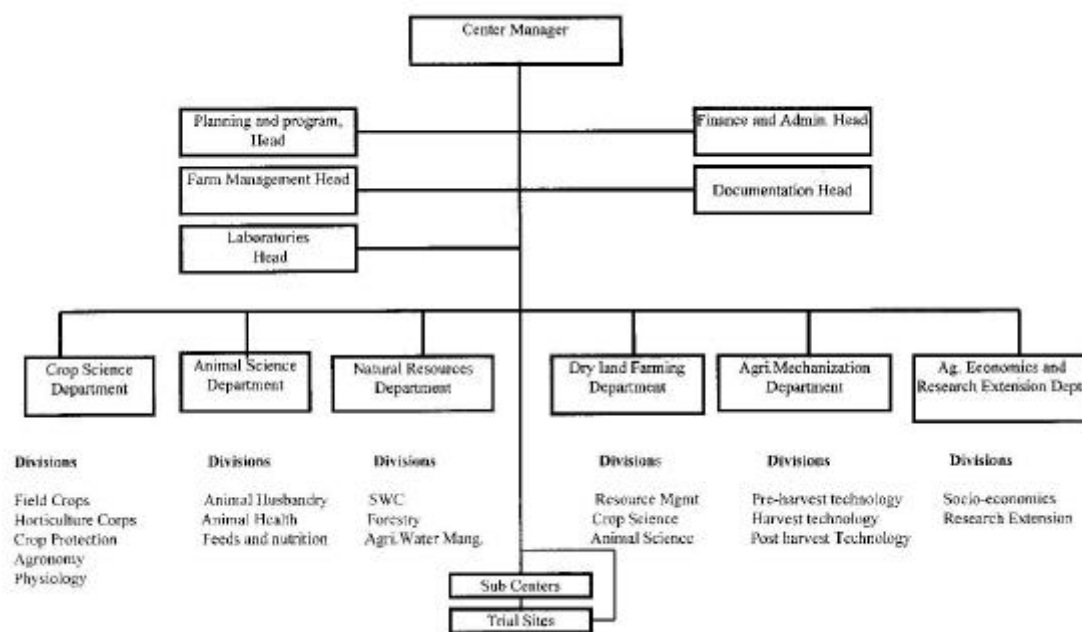 Center Manager
Planning and program,
Head
Finance and Admin. Head
Farm Management Head
Documentation Head
Laboratories
Head
Crop Science
Department
Animal Science
Department
Natural Resources
Department
Dry land Farming
Department
Agri.Mechanization
Department
Ag. Economics and
Research Extension Dept
Divisions
Field Crops
Horticulture Corps
Crop Protection
Agronomy
Physiology
Divisions
Animal Husbandry
Animal Health
Feeds and nutrition
Divisions
SWC
Forestry
Agri.Water Mang.
Divisions
Resource Mgmt
Crop Science
Animal Science
Divisions
Pre-harvest technology
Harvest technology
Post harvest Technology
Divisions
Socio-economics
Research Extension
Sub Centers
Trial Sites